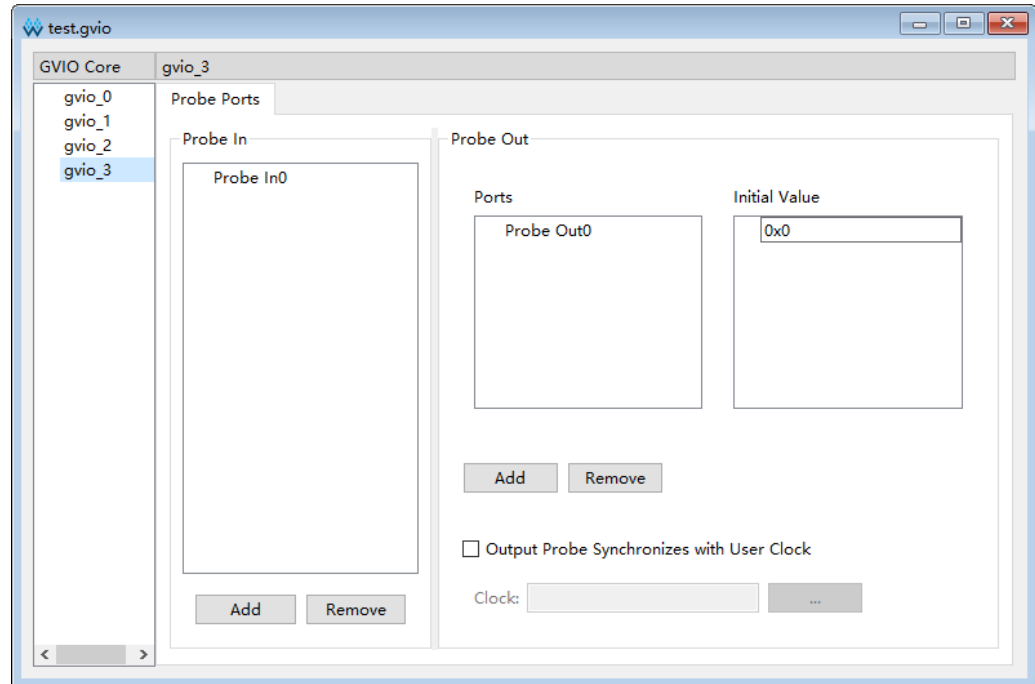 test.gvio
GVIO Core
gvio_3
gvio_0
gvio_1
gvio_2
gvio_3
Probe Ports
Probe In
Probe In0
Add
Remove
Probe Out
Ports
Initial Value
Probe Out0
0x0
Add
Remove
Output Probe Synchronizes with User Clock
Clock:
...